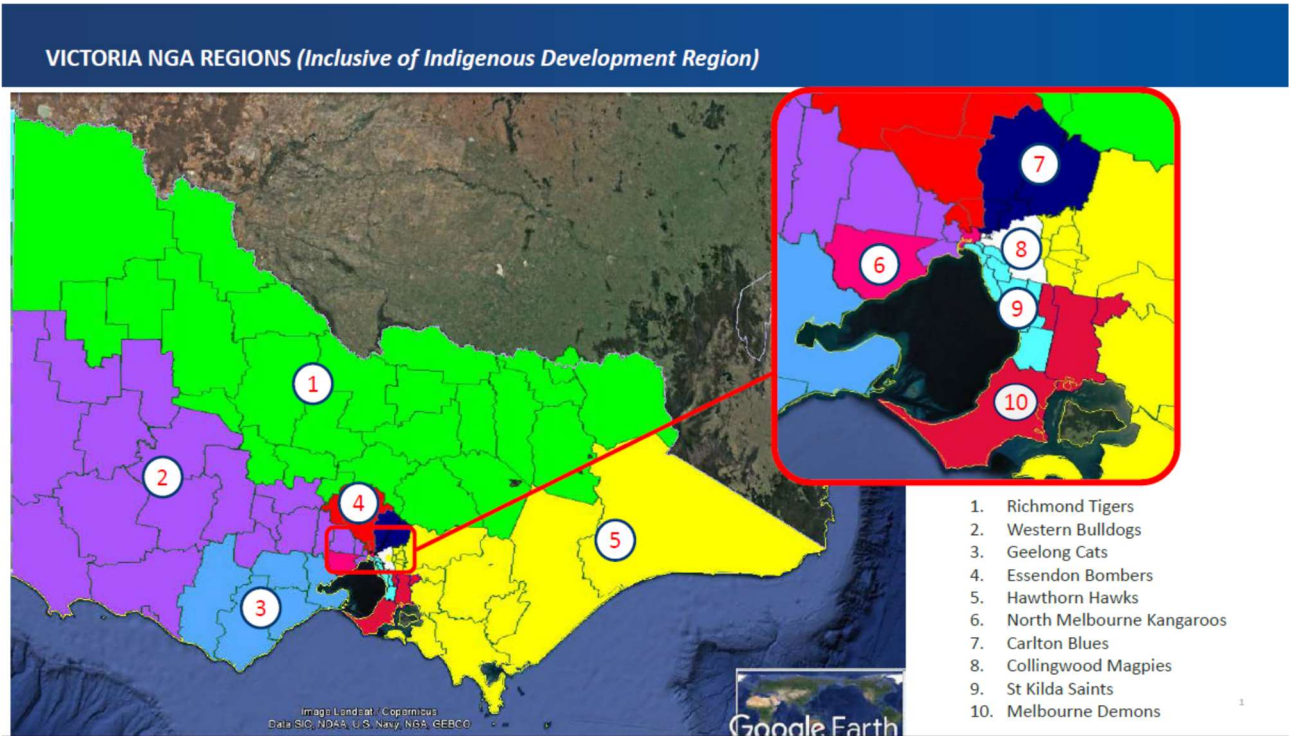 VICTORIA NGA REGIONS (Inclusive of Indigenous Development Region)
7
8
6
9
10
1
2
4
5
3
1. Richmond Tigers
2. Western Bulldogs
3. Geelong Cats
4. Essendon Bombers
5. Hawthorn Hawks
6. North Melbourne Kangaroos
7. Carlton Blues
8. Collingwood Magpies
9. St Kilda Saints
10. Melbourne Demons
1
Image Landsat / Copernicus
Data SIO, NOAA, U.S. Navy, NGA, GEBCO
Google Earth